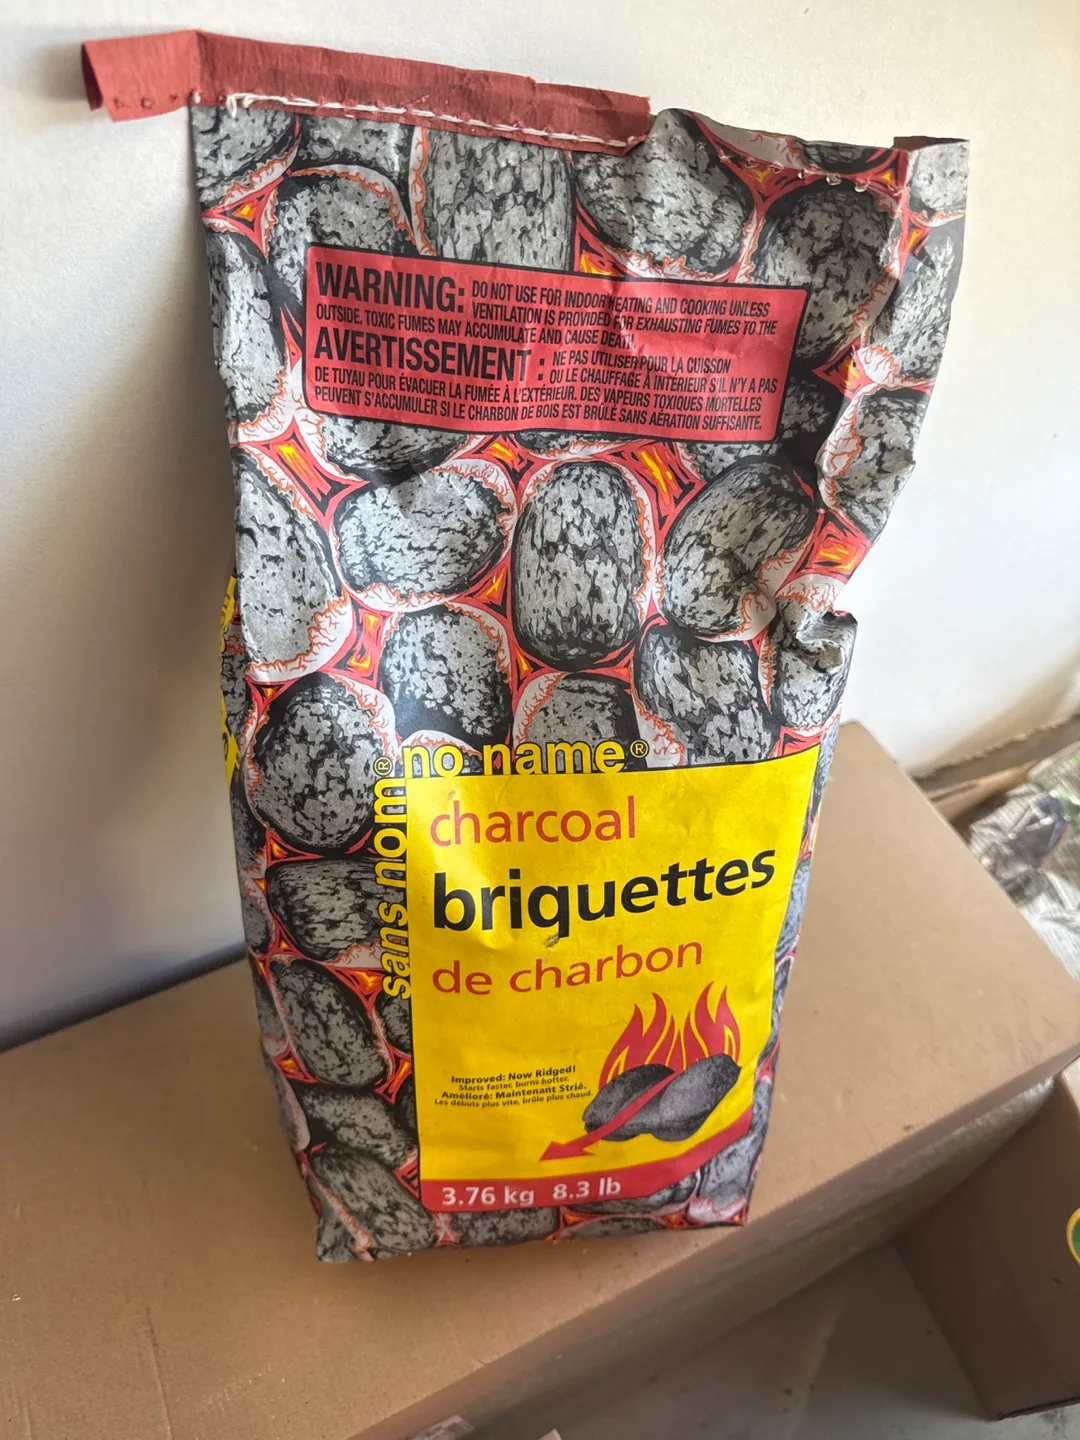 WARNING: DO NOT USE FOR INDOOR HEATING AND COOKING UNLESS
VENTILATION IS PROVIDED FOR EXHAUSTING FUMES TO THE
OUTSIDE. TOXIC FUMES MAY ACCUMULATE AND CAUSE DEATH.
AVERTISSEMENT : NE PAS UTILISER POUR LA CUISSON
OU LE CHAUFFAGE À INTERIEUR S'IL N'Y A PAS
DE TUYAU POUR ÉVACUER LA FUMÉE À L'EXTÉRIEUR. DES VAPEURS TOXIQUES MORTELLES
PEUVENT S'ACCUMULER SI LE CHARBON DE BOIS EST BRÛLÉ SANS AÉRATION SUFFISANTE.
no name®
sans nom®
charcoal
briquettes
de charbon
Improved: Now Ridged!
Starts faster, burns hotter.
Amélioré: Maintenant Strié.
Les débuts plus vite, brûle plus chaud.
3.76 kg 8.3 lb